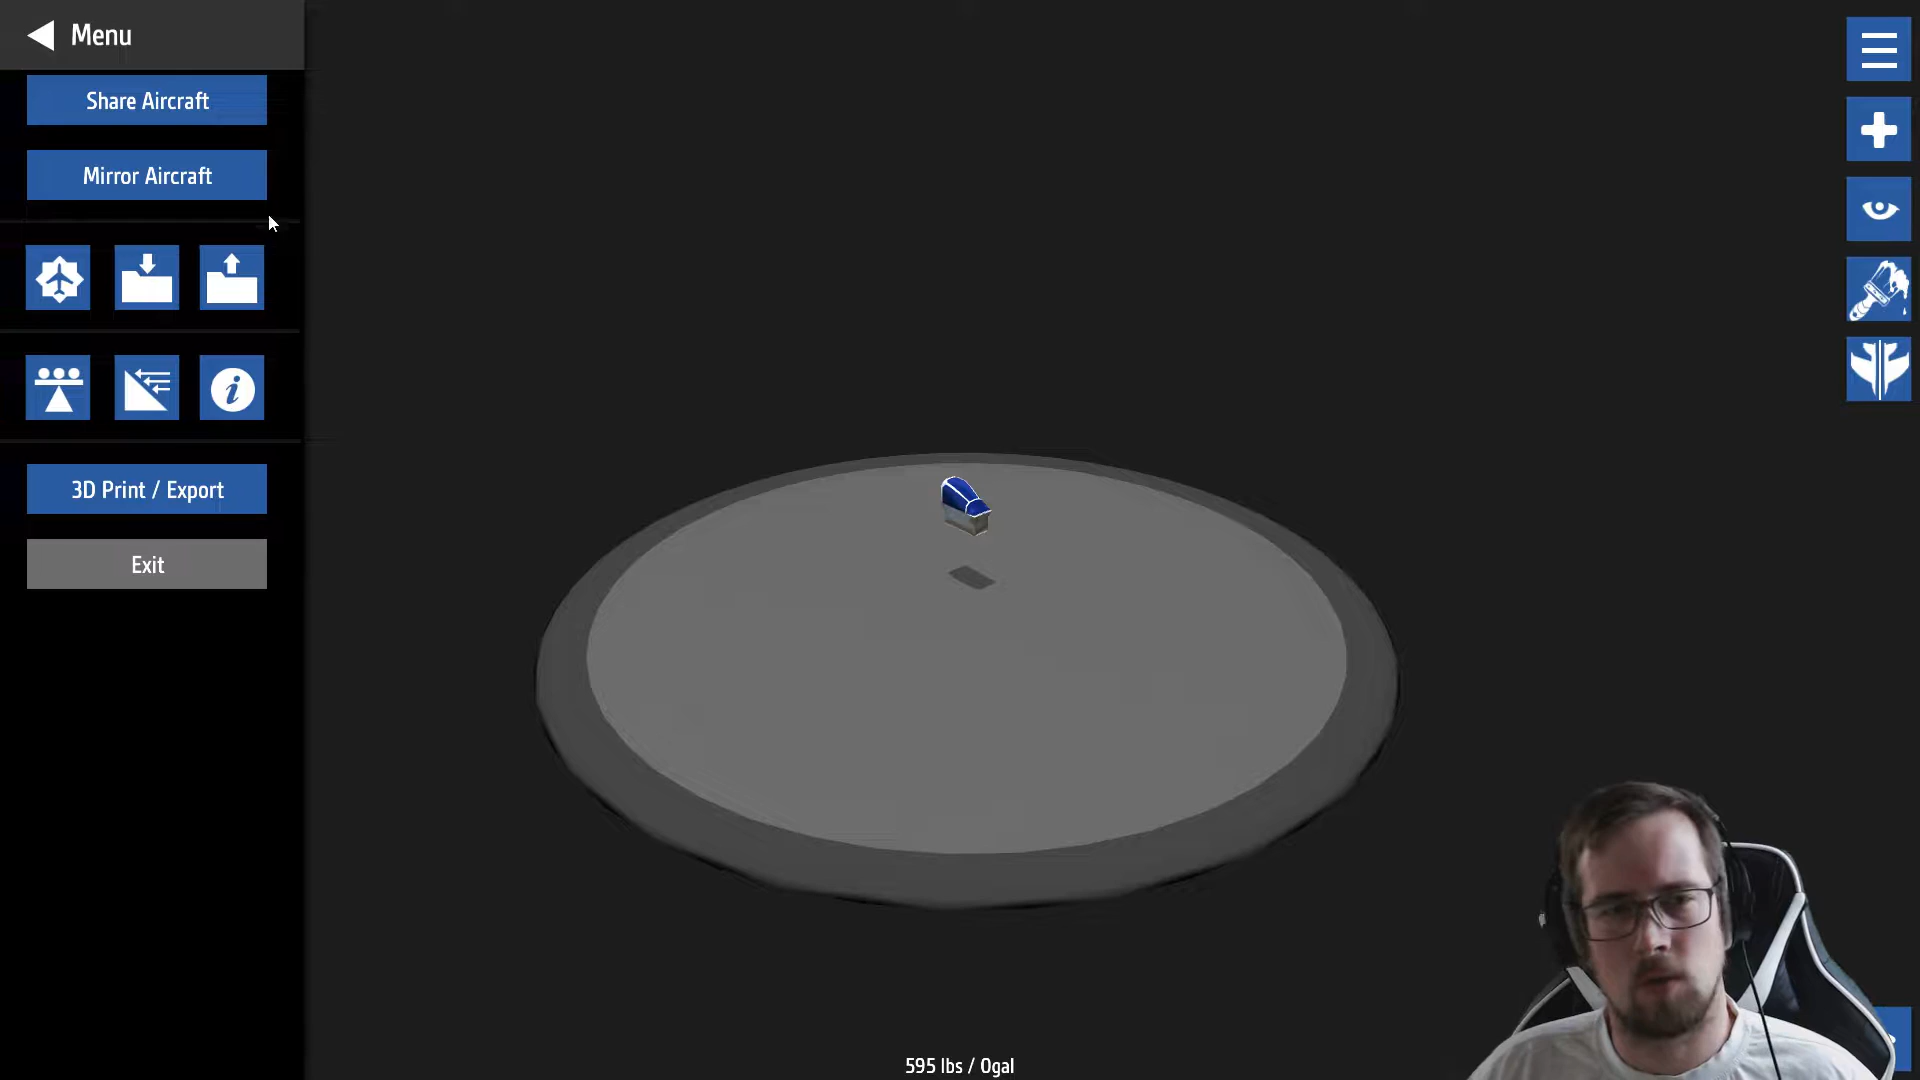 Menu
Share Aircraft
Mirror Aircraft
3D Print / Export
Exit
595 lbs / 0gal